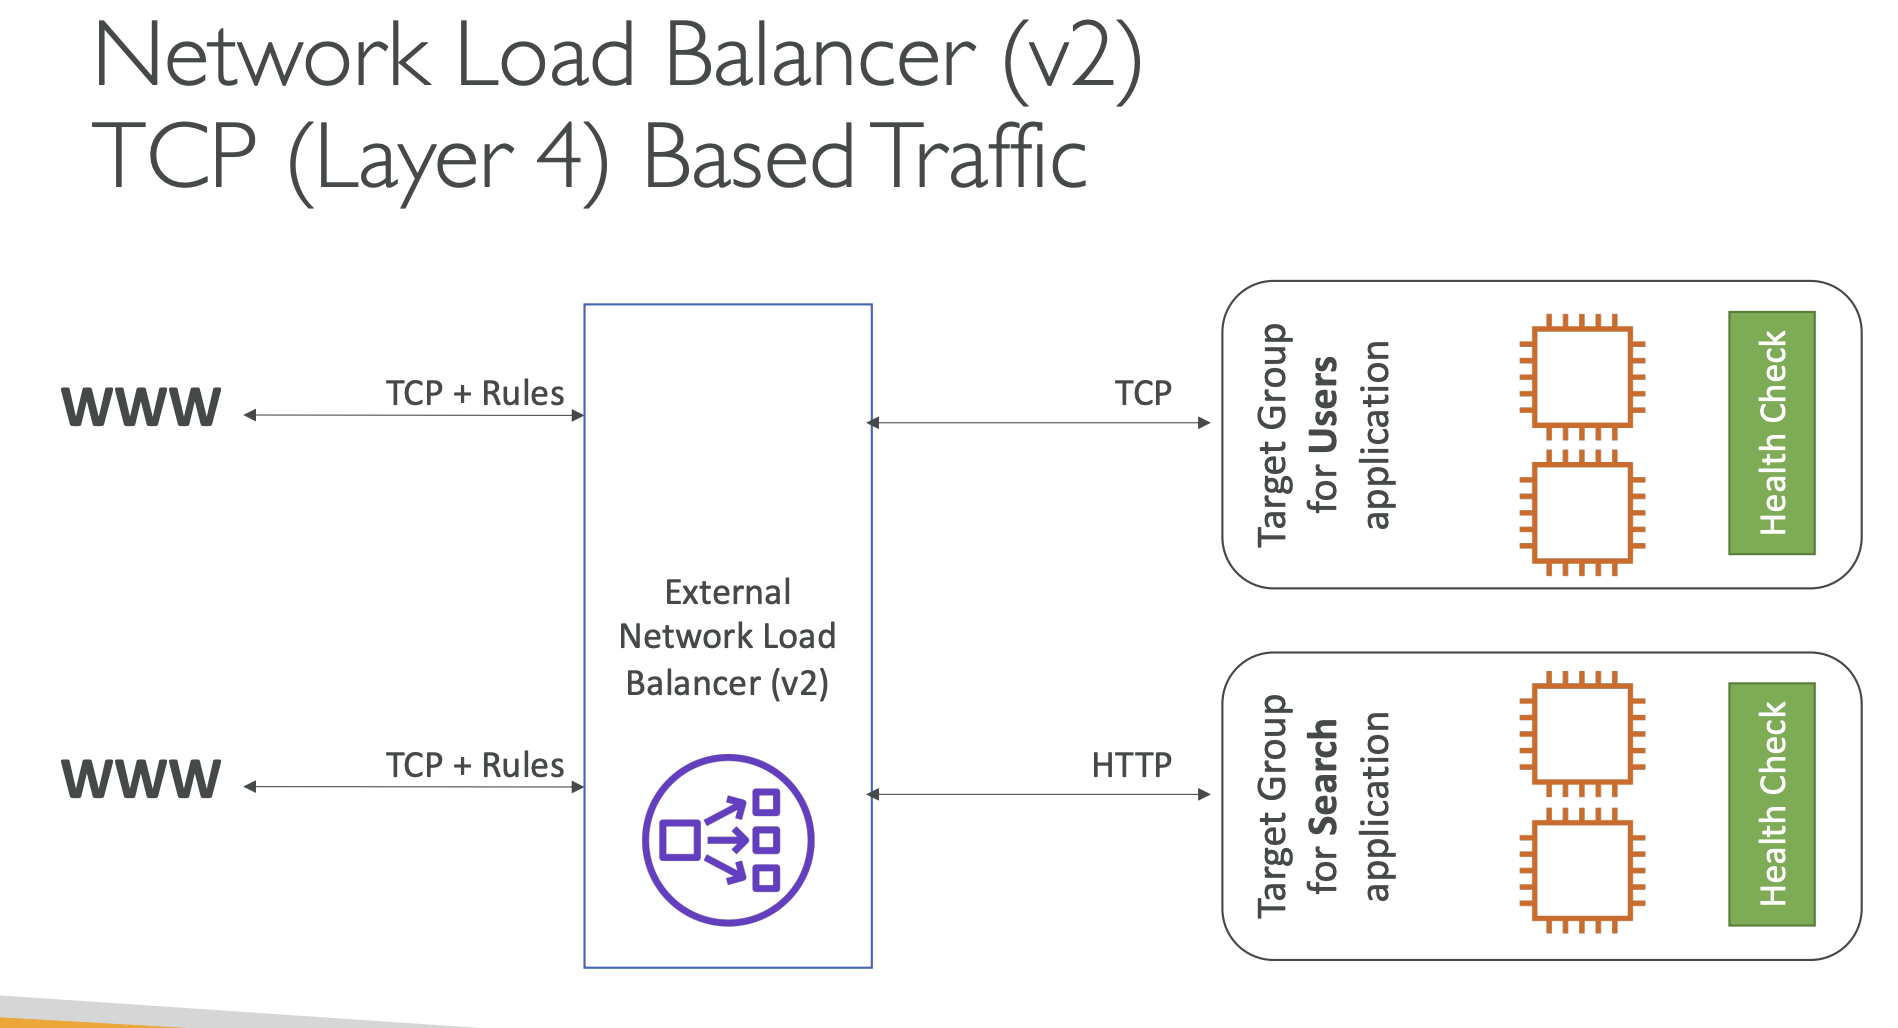 Network Load Balancer (v2)
TCP (Layer 4) Based Traffic
WWW
TCP + Rules
TCP
Target Group
for Users
application
Health Check
External
Network Load
Balancer (v2)
WWW
TCP + Rules
HTTP
Target Group
for Search
application
Health Check